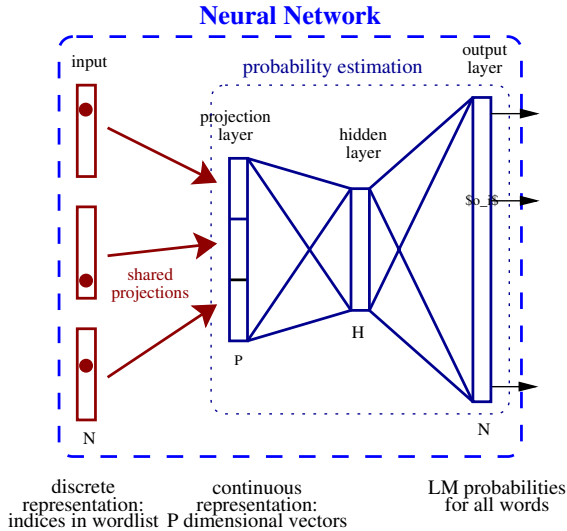 Neural Network
input
output
layer
probability estimation
projection
layer
hidden
layer
$o_i$
shared
projections
P
H
N
N
discrete
representation:
indices in wordlist
continuous
representation:
P dimensional vectors
LM probabilities
for all words